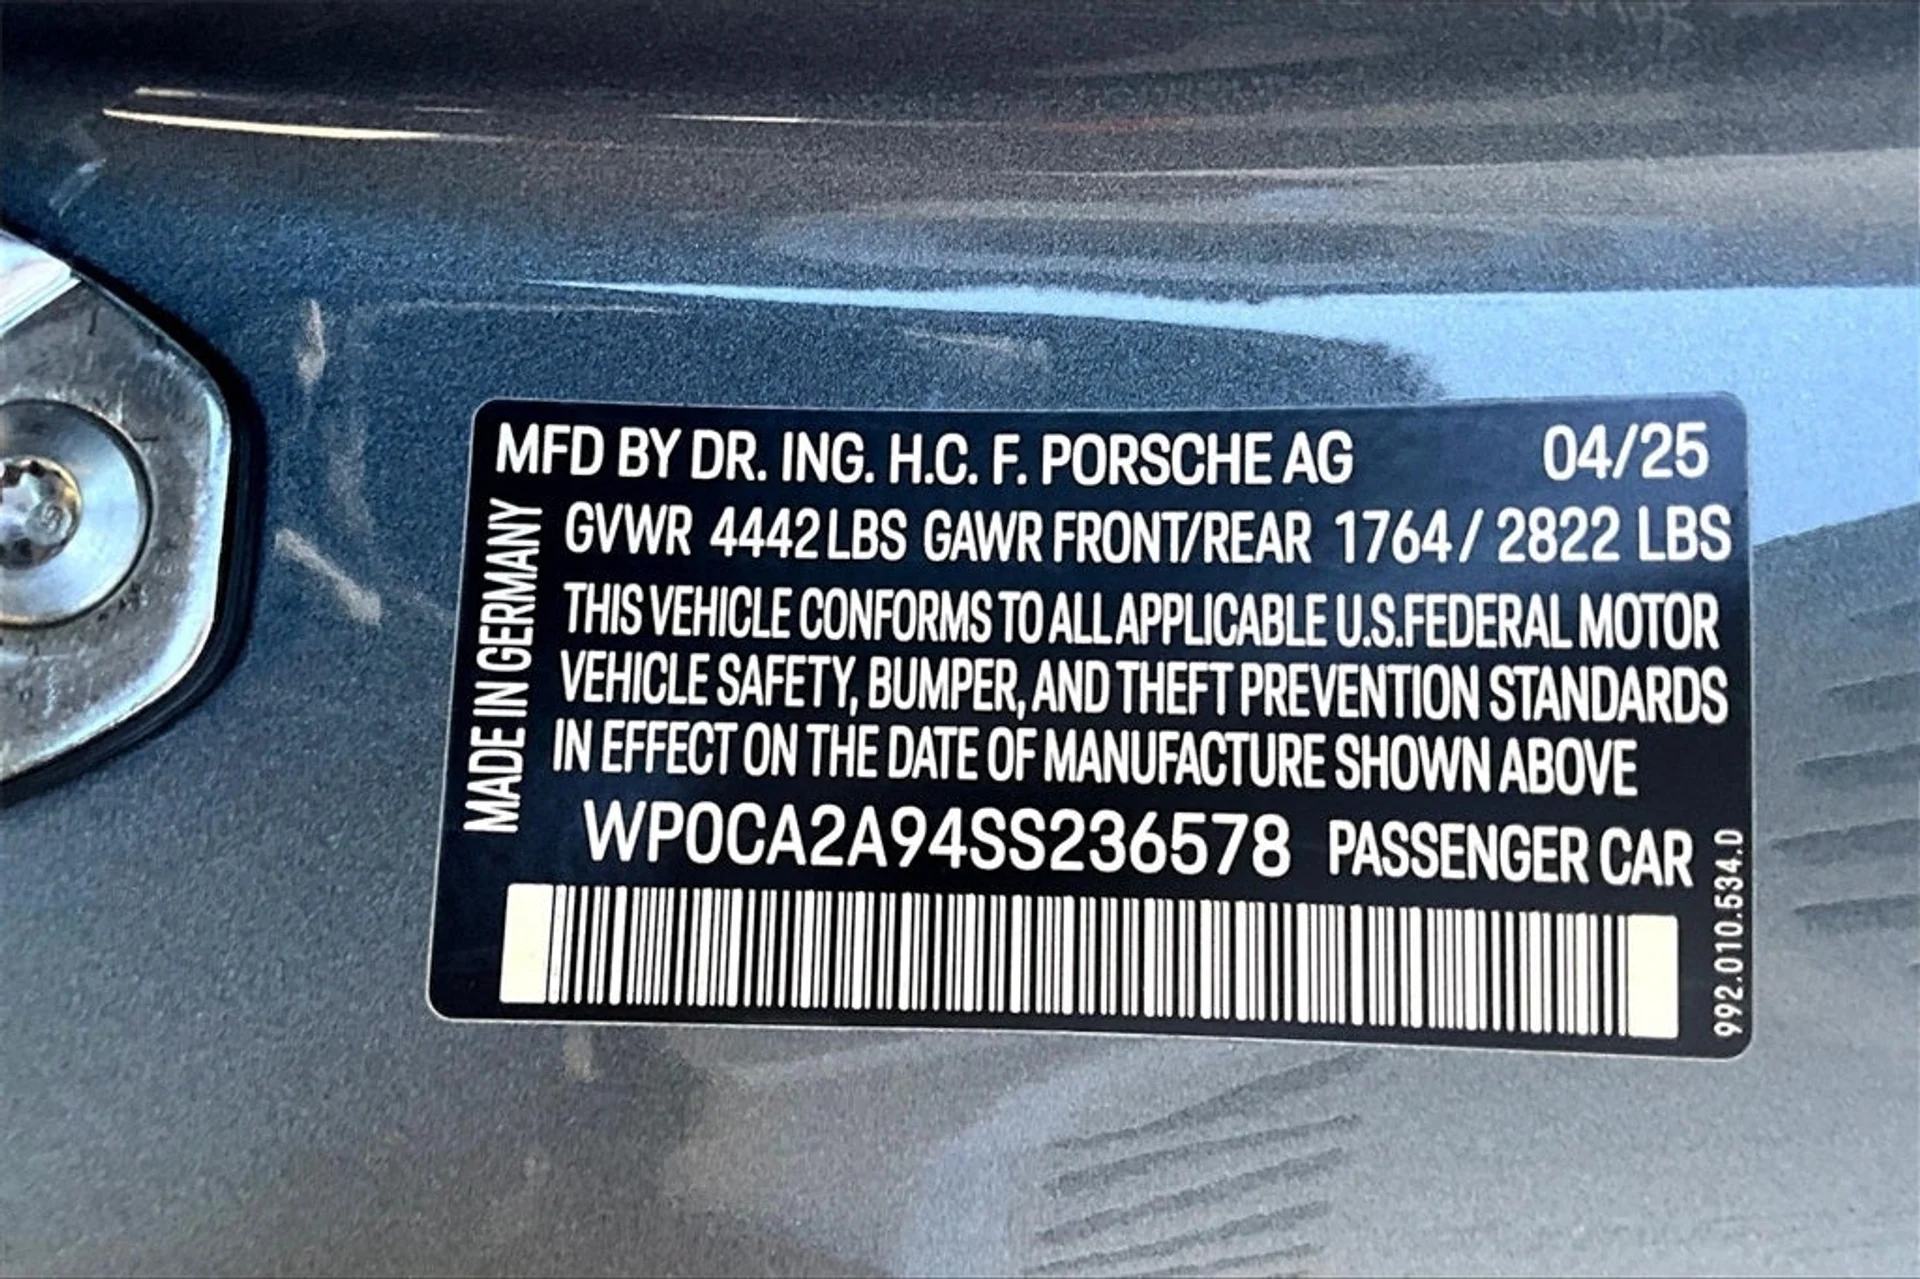 MFD BY DR. ING. H.C. F. PORSCHE AG 04/25
GVWR 4442 LBS GAWR FRONT/REAR 1764 / 2822 LBS
THIS VEHICLE CONFORMS TO ALL APPLICABLE U.S. FEDERAL MOTOR
VEHICLE SAFETY, BUMPER, AND THEFT PREVENTION STANDARDS
IN EFFECT ON THE DATE OF MANUFACTURE SHOWN ABOVE
WP0CA2A94SS236578 PASSENGER CAR
MADE IN GERMANY
992.010.534.0